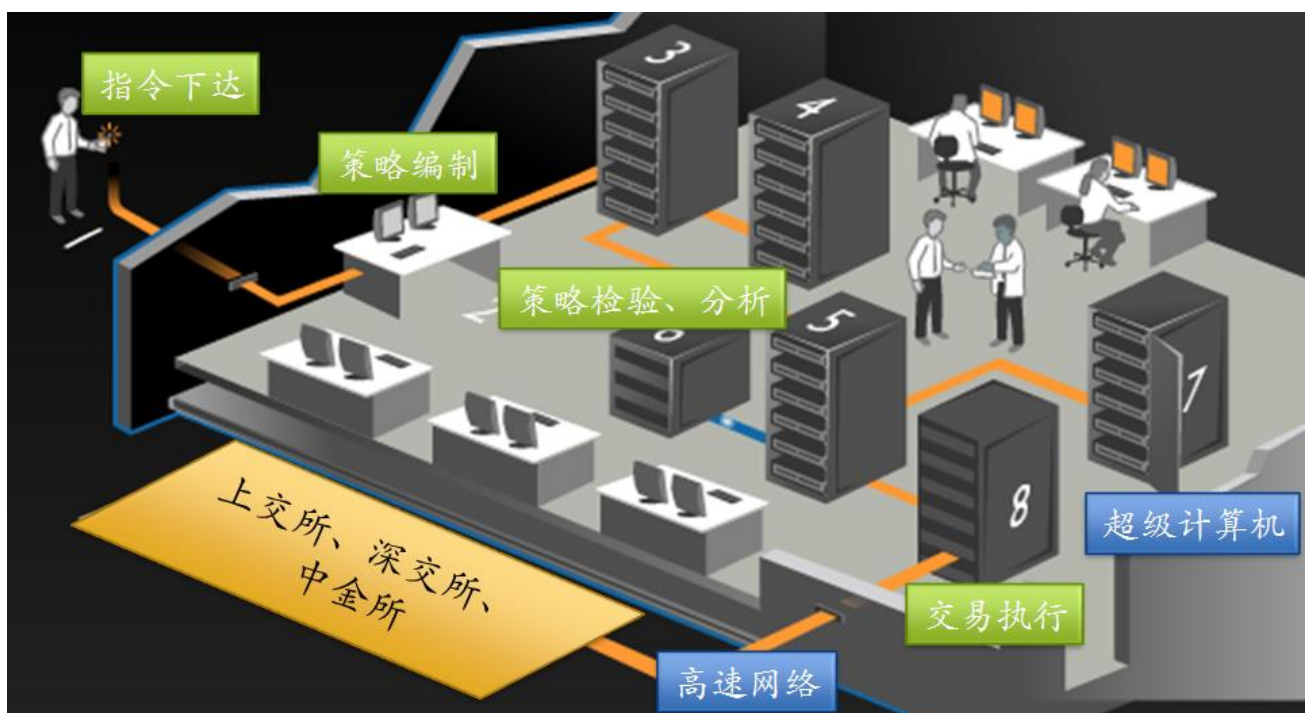 指令下达
策略编制
3
4
策略检验、分析
2
6
5
7
8
上交所、深交所、
中金所
超级计算机
交易执行
高速网络